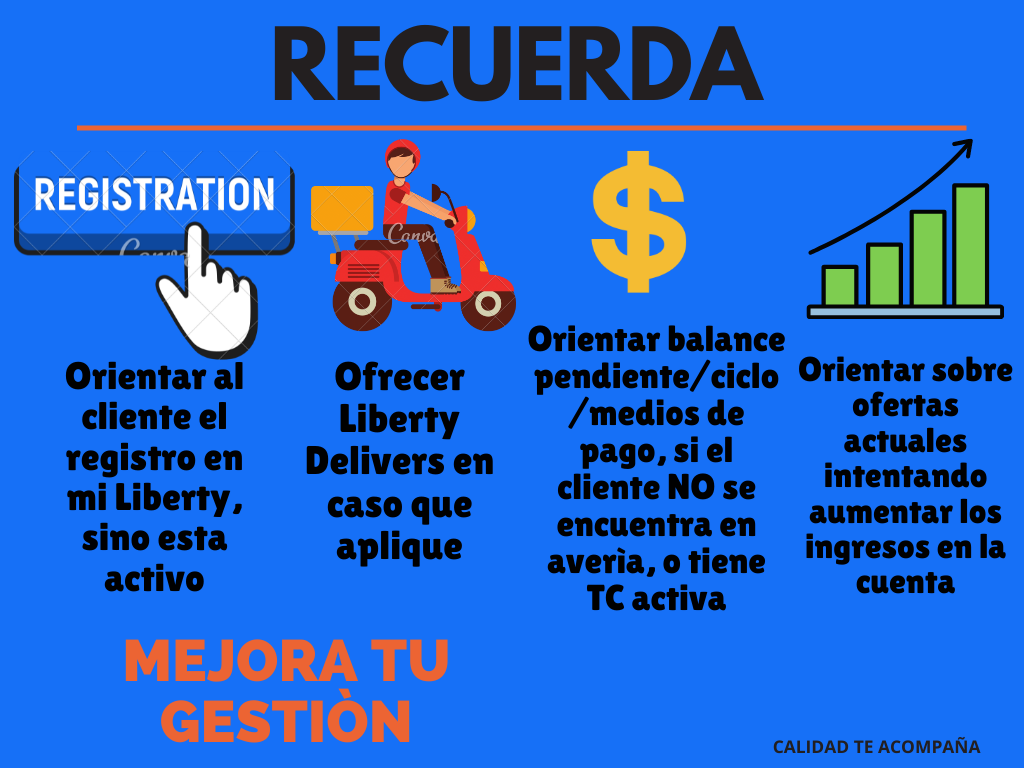 RECUERDA
REGISTRATION
Canva
Canva
Orientar al
cliente el
registro en
mi Liberty,
sino esta
activo
Ofrecer
Liberty
Delivers en
caso que
aplique
Orientar balance
pendiente/ciclo
/medios de
pago, si el
cliente NO se
encuentra en
averìa, o tiene
TC activa
Orientar sobre
ofertas
actuales
intentando
aumentar los
ingresos en la
cuenta
MEJORA TU
GESTIÒN
CALIDAD TE ACOMPAÑA